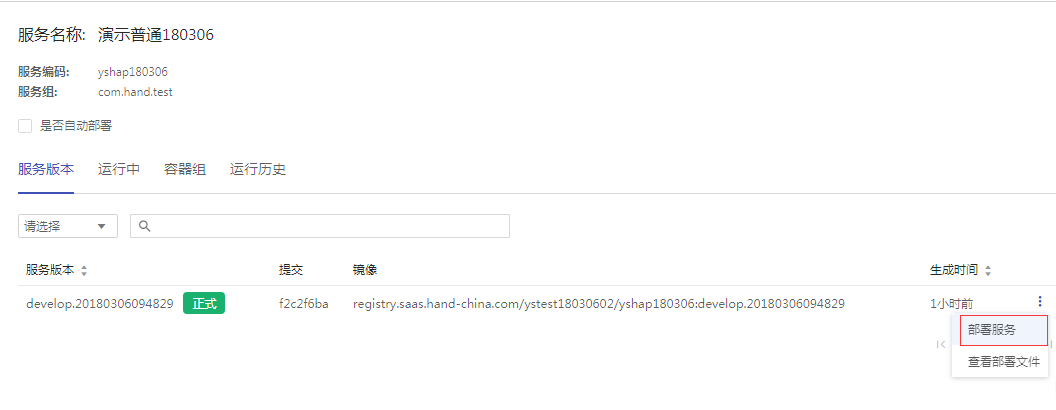 服务名称: 演示普通180306
服务编码: yshap180306
服务组: com.hand.test
是否自动部署
服务版本 运行中 容器组 运行历史
请选择
服务版本 提交 镜像 生成时间
develop.20180306094829 正式 f2c2f6ba registry.saas.hand-china.com/ystest18030602/yshap180306:develop.20180306094829 1小时前
部署服务
查看部署文件